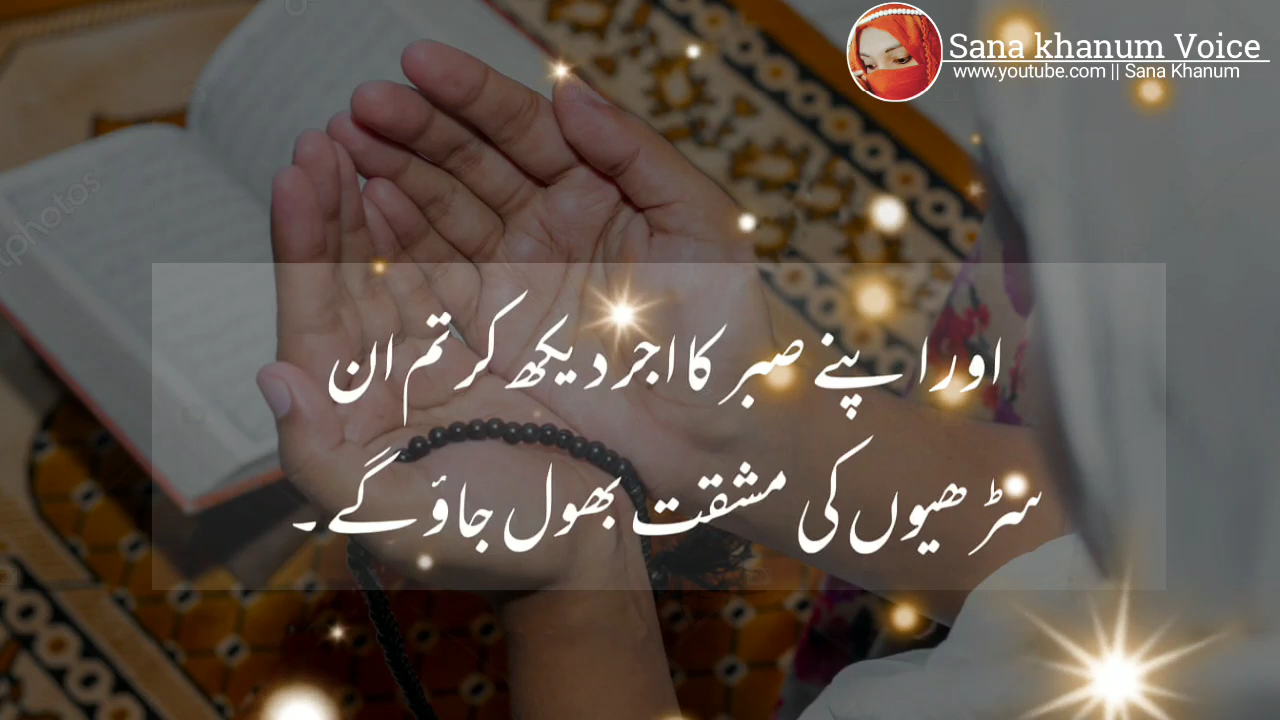 Sana khanum Voice
www.youtube.com || Sana Khanum
اور اپنے صبر کا اجر دیکھ کر تم ان
سڑھیوں کی مشقت بھول جاؤ گے ۔